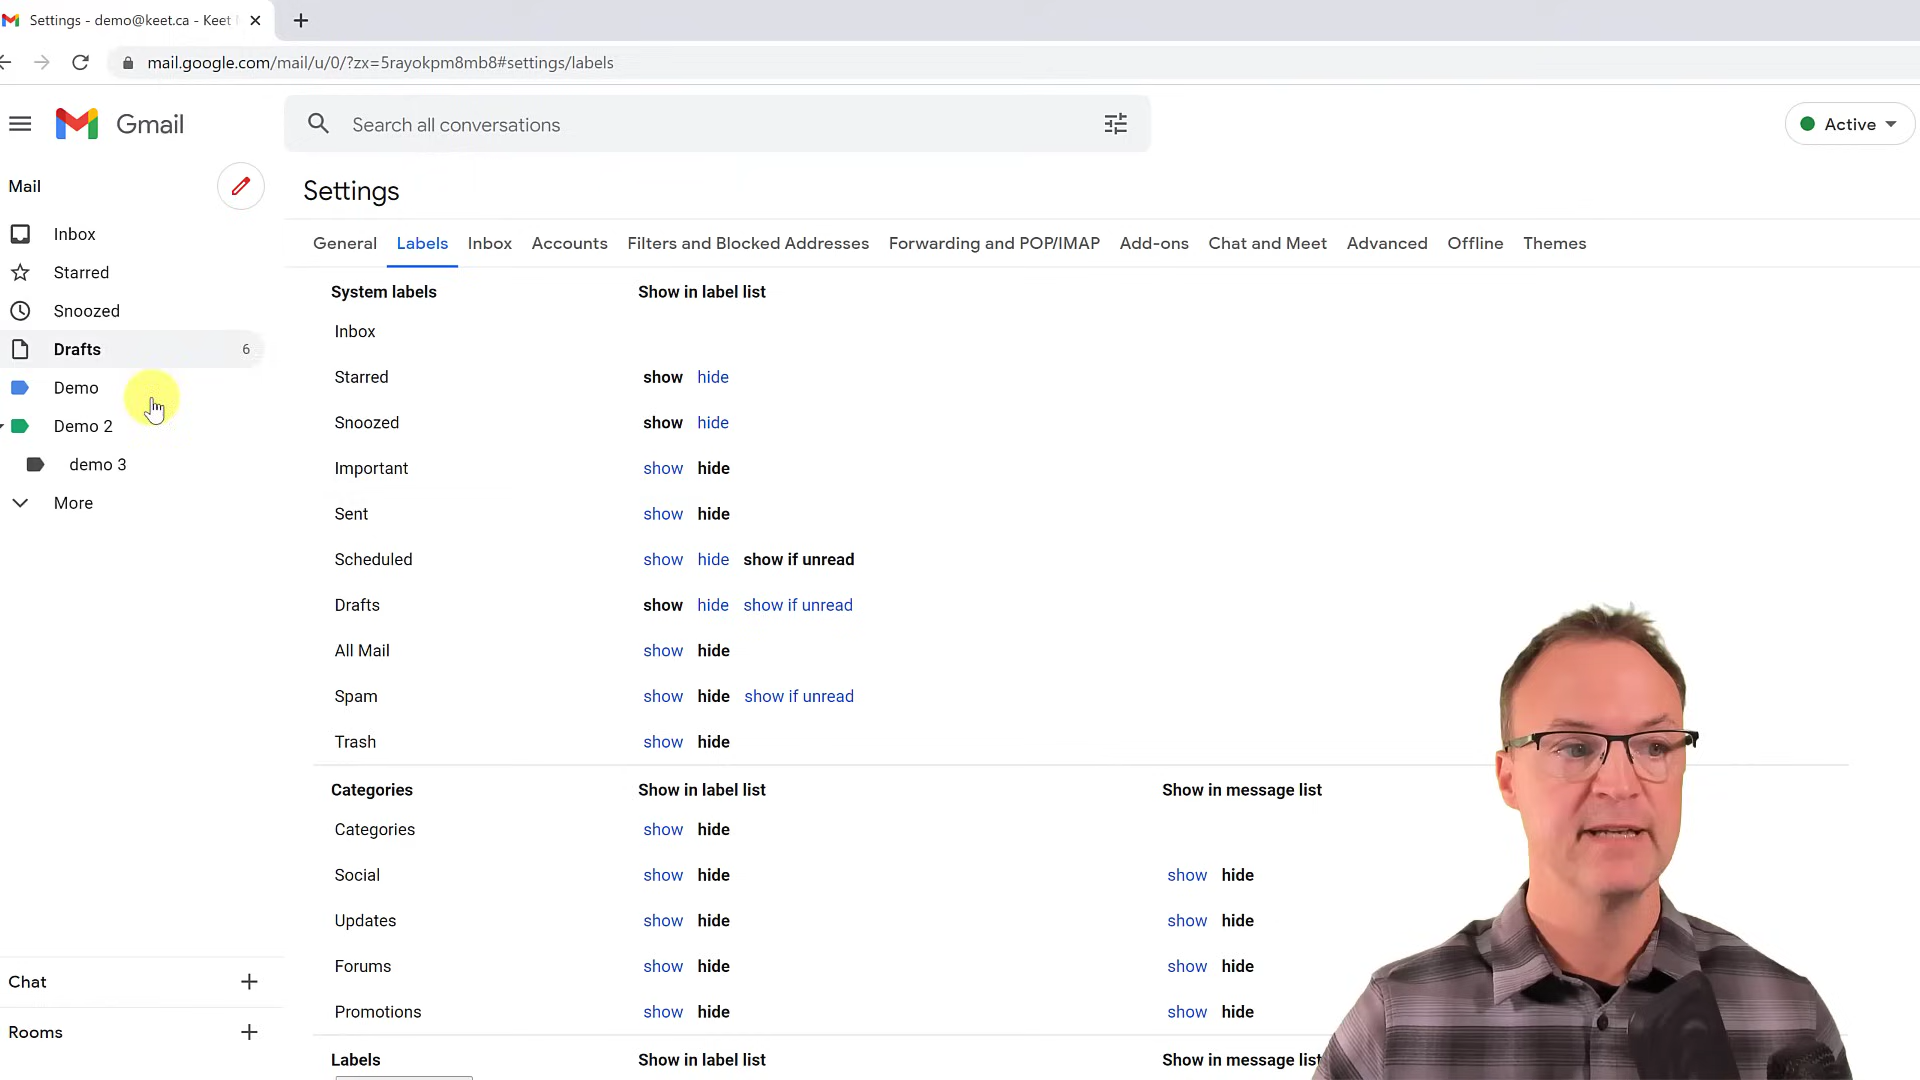 Settings - demo@keet.ca - Keet
mail.google.com/mail/u/0/?zx=5rayokpm8mb8#settings/labels
Gmail
Search all conversations
Active
Mail
Settings
Inbox
Starred
Snoozed
Drafts 6
Demo
Demo 2
demo 3
More
Chat
Rooms
General Labels Inbox Accounts Filters and Blocked Addresses Forwarding and POP/IMAP Add-ons Chat and Meet Advanced Offline Themes
System labels Show in label list
Inbox
Starred show hide
Snoozed show hide
Important show hide
Sent show hide
Scheduled show hide show if unread
Drafts show hide show if unread
All Mail show hide
Spam show hide show if unread
Trash show hide
Categories Show in label list Show in message list
Categories show hide
Social show hide show hide
Updates show hide show hide
Forums show hide show hide
Promotions show hide show hide
Labels Show in label list Show in message list